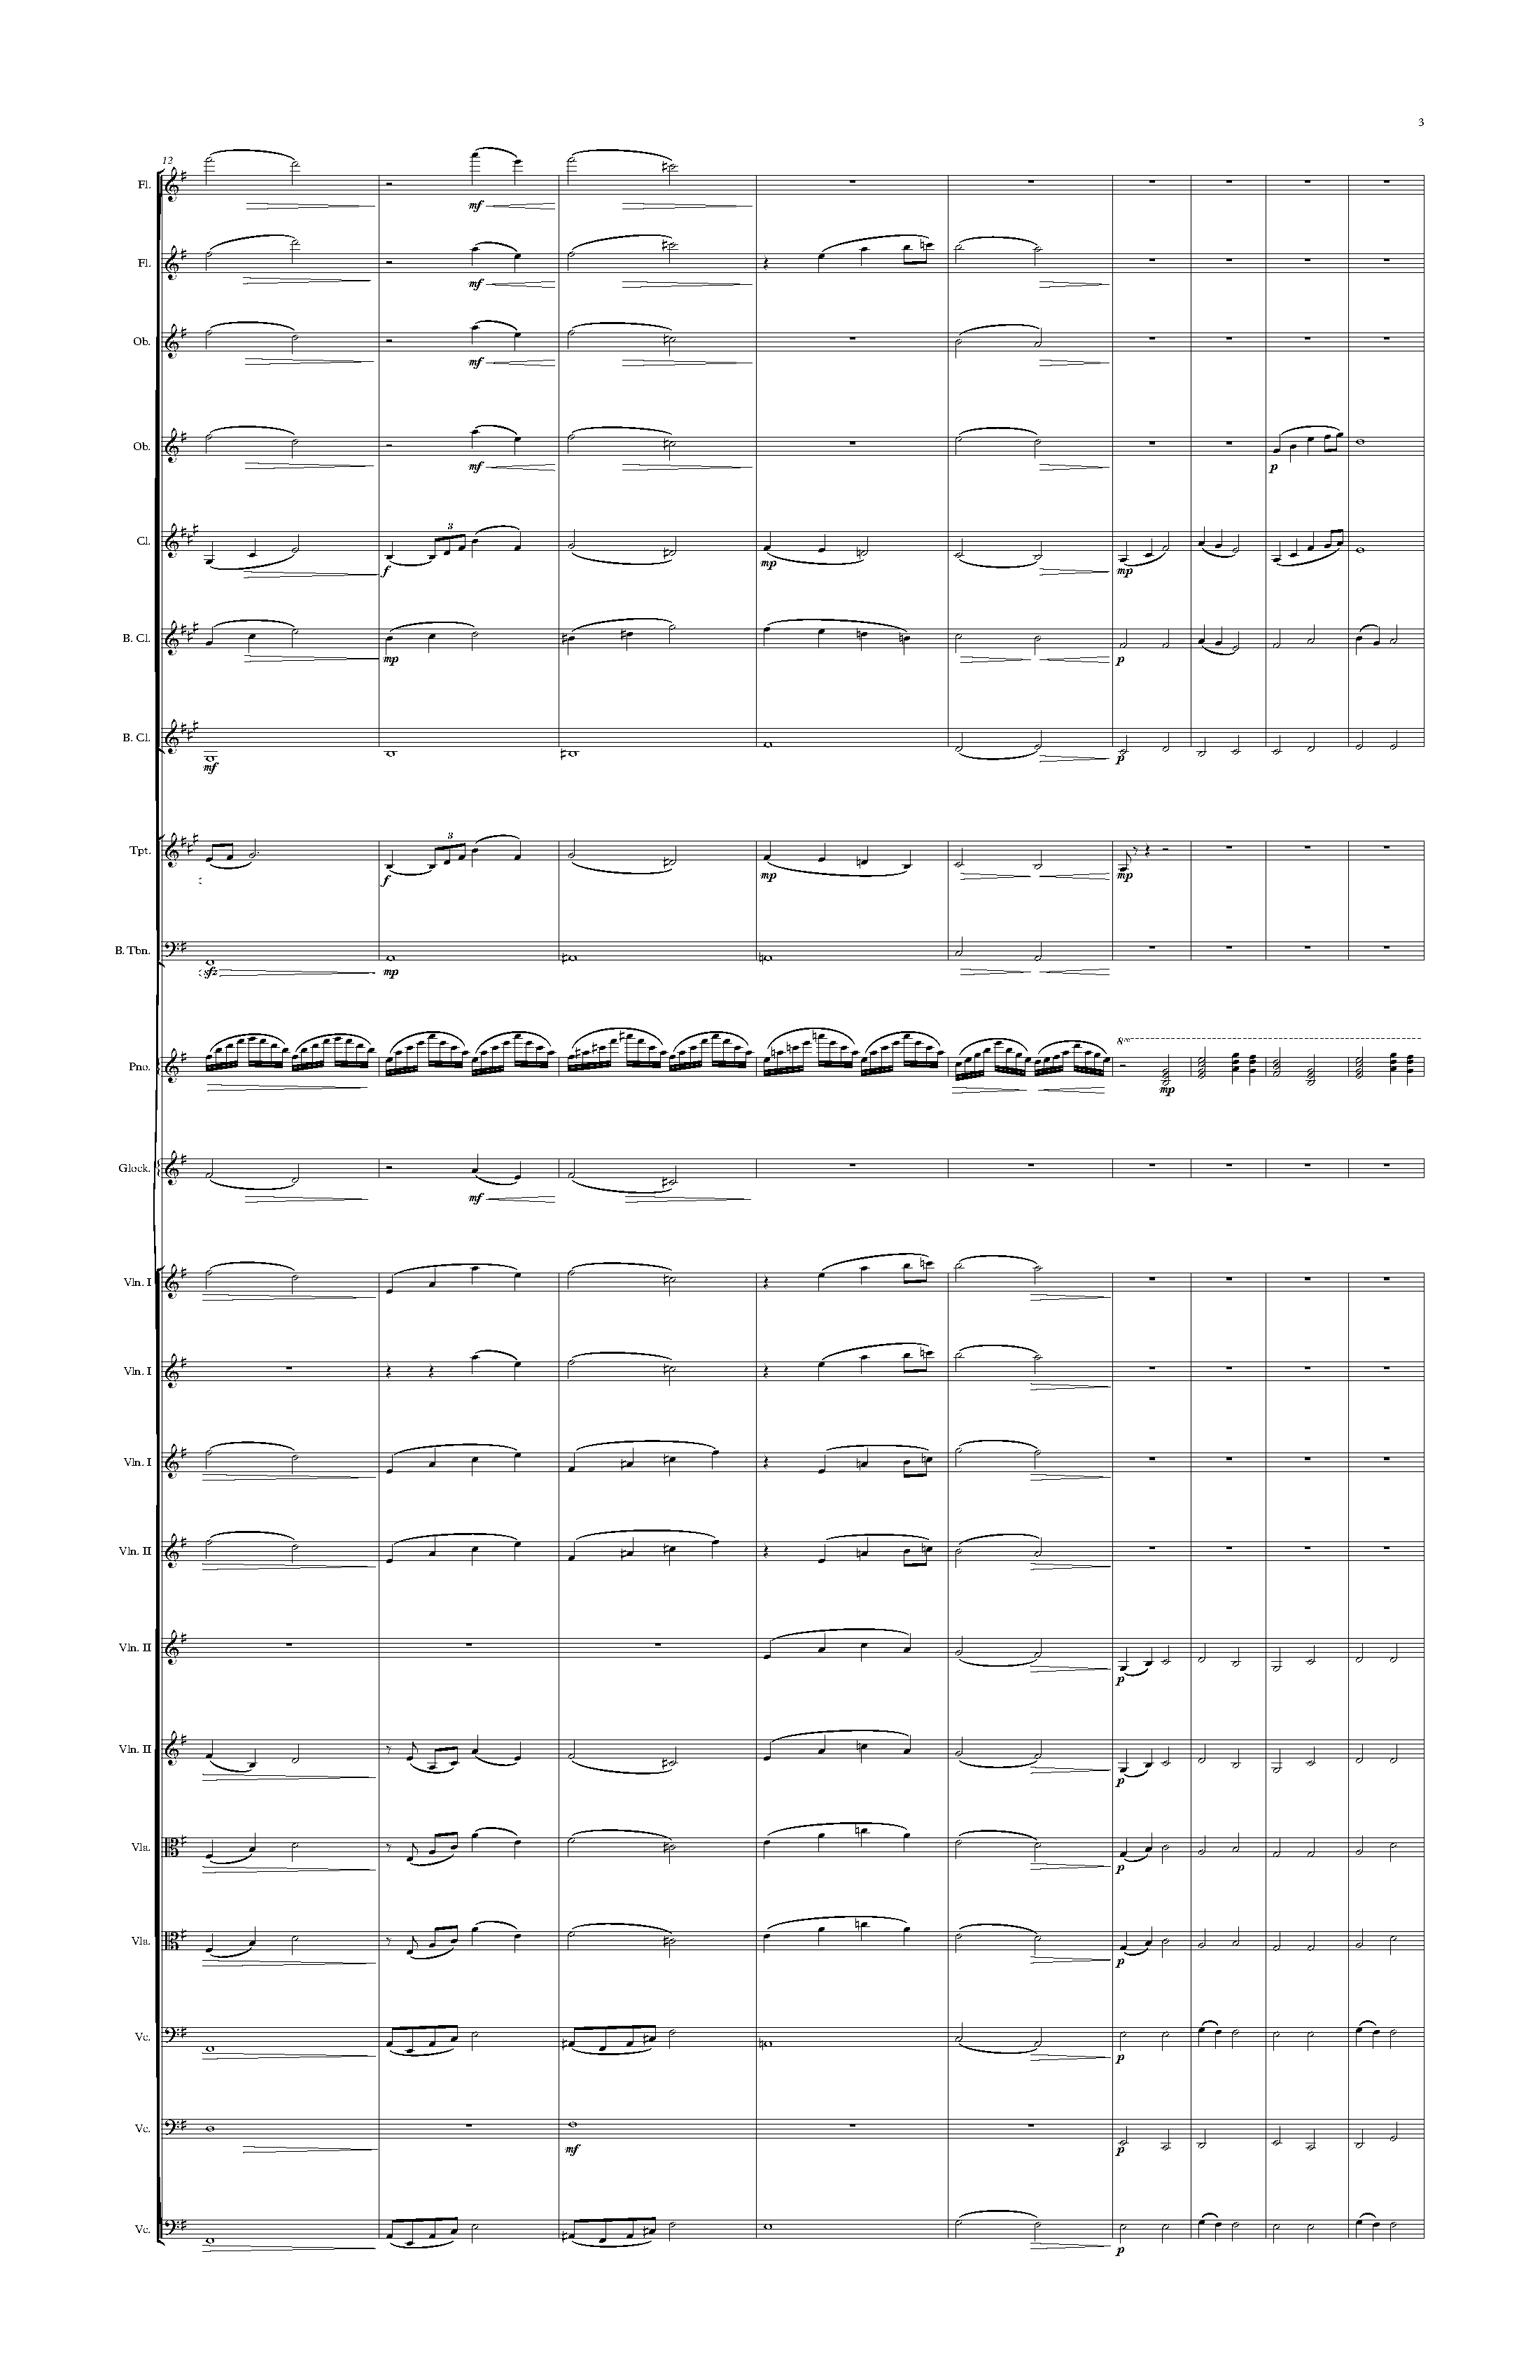 3
12
Fl.
mf
Fl.
mf
Ob.
mf
Ob.
mf
p
Cl.
3
f
mp
mp
B. Cl.
mp
p
B. Cl.
mf
p
Tpt.
3
f
mp
mp
B. Tbn.
sfz
mp
Pno.
8va
mp
Glock.
mf
Vln. I
Vln. I
Vln. I
Vln. II
Vln. II
p
Vln. II
p
Vla.
p
Vla.
p
Vc.
p
Vc.
mf
p
Vc.
p